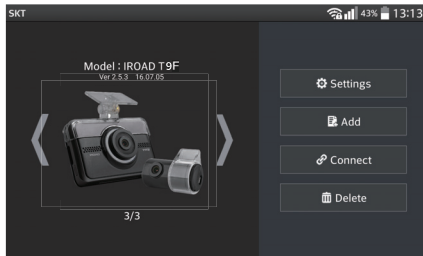 SKT 43% 13:13
Model : IROAD T9F
Ver 2.5.3 16.07.05
3/3
Settings
Add
Connect
Delete